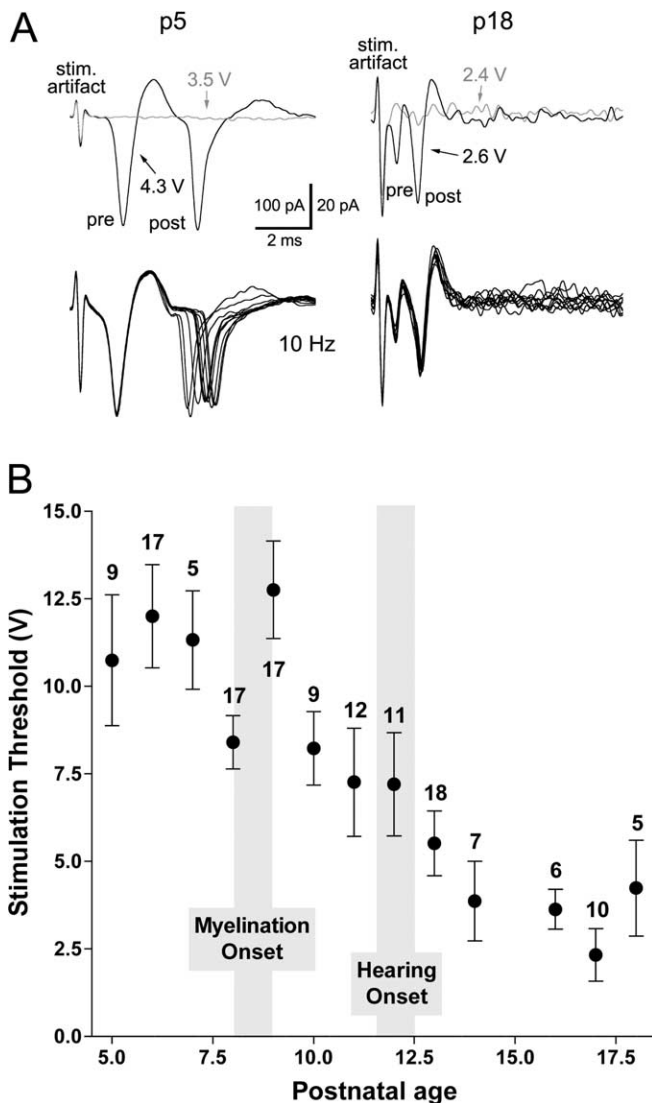 A
p5
p18
stim.
artifact
3.5 V
4.3 V
pre
post
stim.
artifact
2.4 V
2.6 V
pre
post
100 pA
20 pA
2 ms
10 Hz
B
Stimulation Threshold (V)
15.0
12.5
10.0
7.5
5.0
2.5
0.0
9
17
5
17
17
9
12
11
18
7
6
10
5
Myelination
Onset
Hearing
Onset
5.0
7.5
10.0
12.5
15.0
17.5
Postnatal age